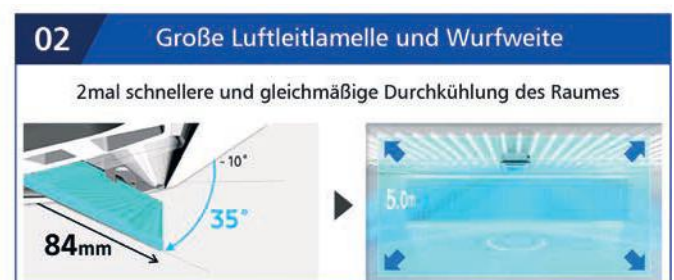 02
Große Luftleitlamelle und Wurfweite
2mal schnellere und gleichmäßige Durchkühlung des Raumes
- 10°
35°
84mm
5.0m